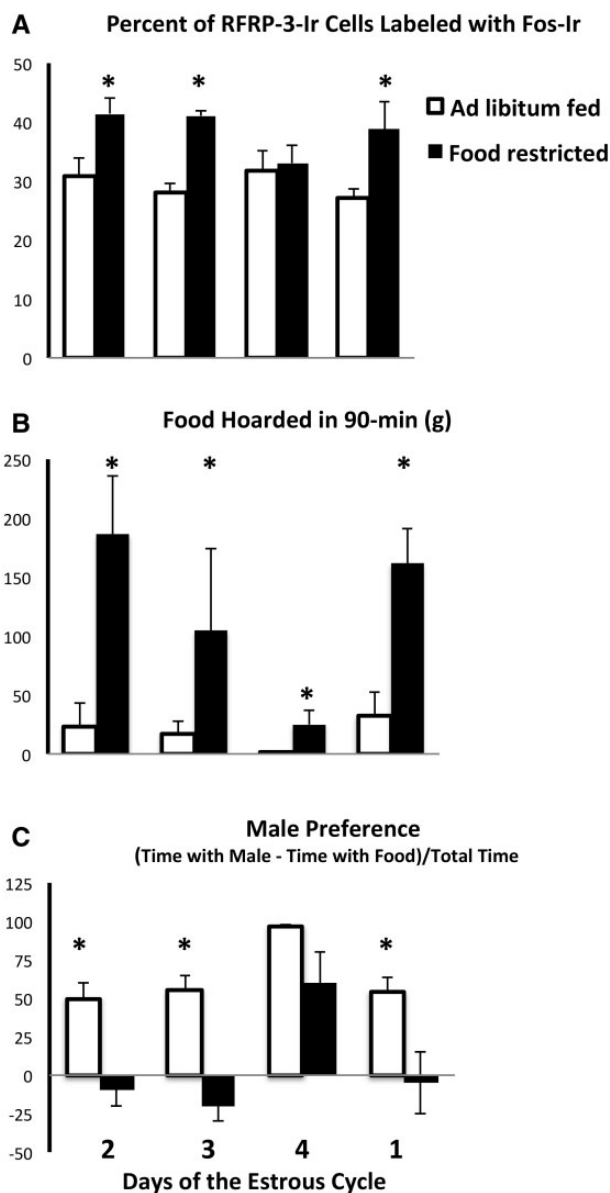 A Percent of RFRP-3-Ir Cells Labeled with Fos-Ir
50
40
30
20
10
0
* * *
Ad libitum fed
Food restricted
B Food Hoarded in 90-min (g)
250
200
150
100
50
0
* * * *
C Male Preference
(Time with Male - Time with Food)/Total Time
125
100
75
50
25
0
-25
-50
* * *
2 3 4 1
Days of the Estrous Cycle